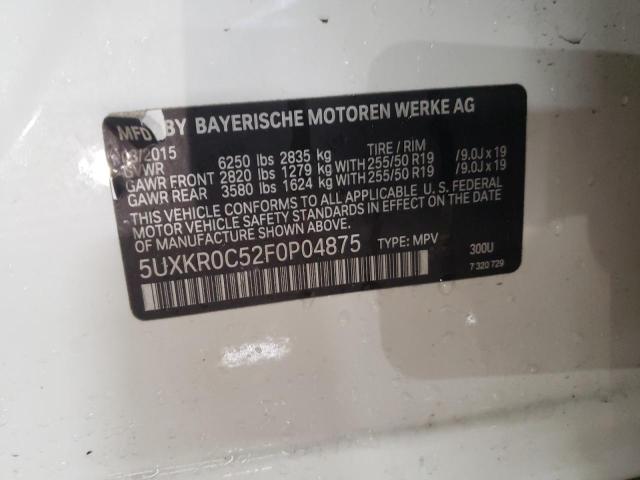 MFD BY BAYERISCHE MOTOREN WERKE AG
03/2015 TIRE / RIM
GVWR 6250 lbs 2835 kg
GAWR FRONT 2820 lbs 1279 kg WITH 255/50 R19 /9.0J x 19
GAWR REAR 3580 lbs 1624 kg WITH 255/50 R19 /9.0J x 19
THIS VEHICLE CONFORMS TO ALL APPLICABLE U. S. FEDERAL
MOTOR VEHICLE SAFETY STANDARDS IN EFFECT ON THE DATE
OF MANUFACTURE SHOWN ABOVE.
5UXKR0C52F0P04875 TYPE: MPV 300U
7 320 729